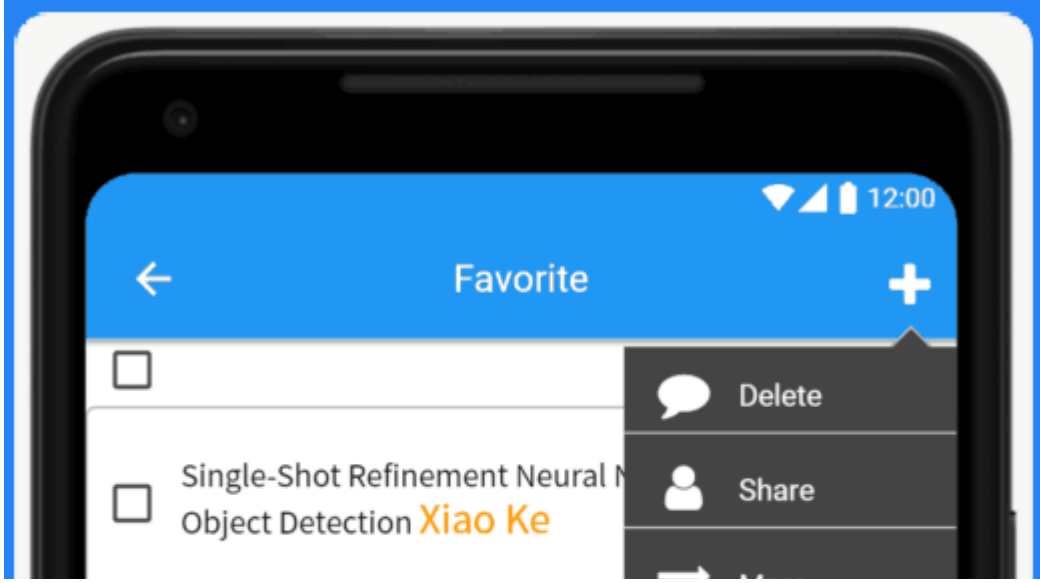 12:00
Favorite
Delete
Single-Shot Refinement Neural
Object Detection Xiao Ke
Share